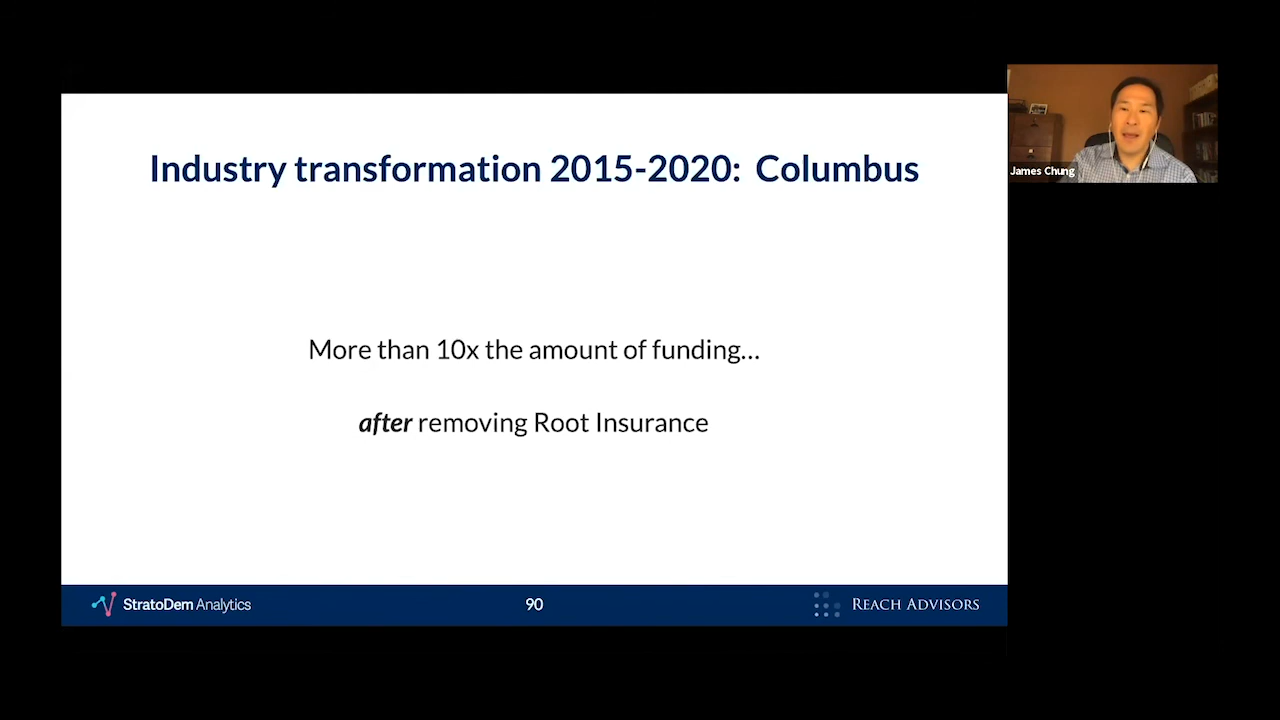 Industry transformation 2015-2020:  Columbus
James Chung
More than 10x the amount of funding...
after removing Root Insurance
StratoDem Analytics
90
REACH ADVISORS